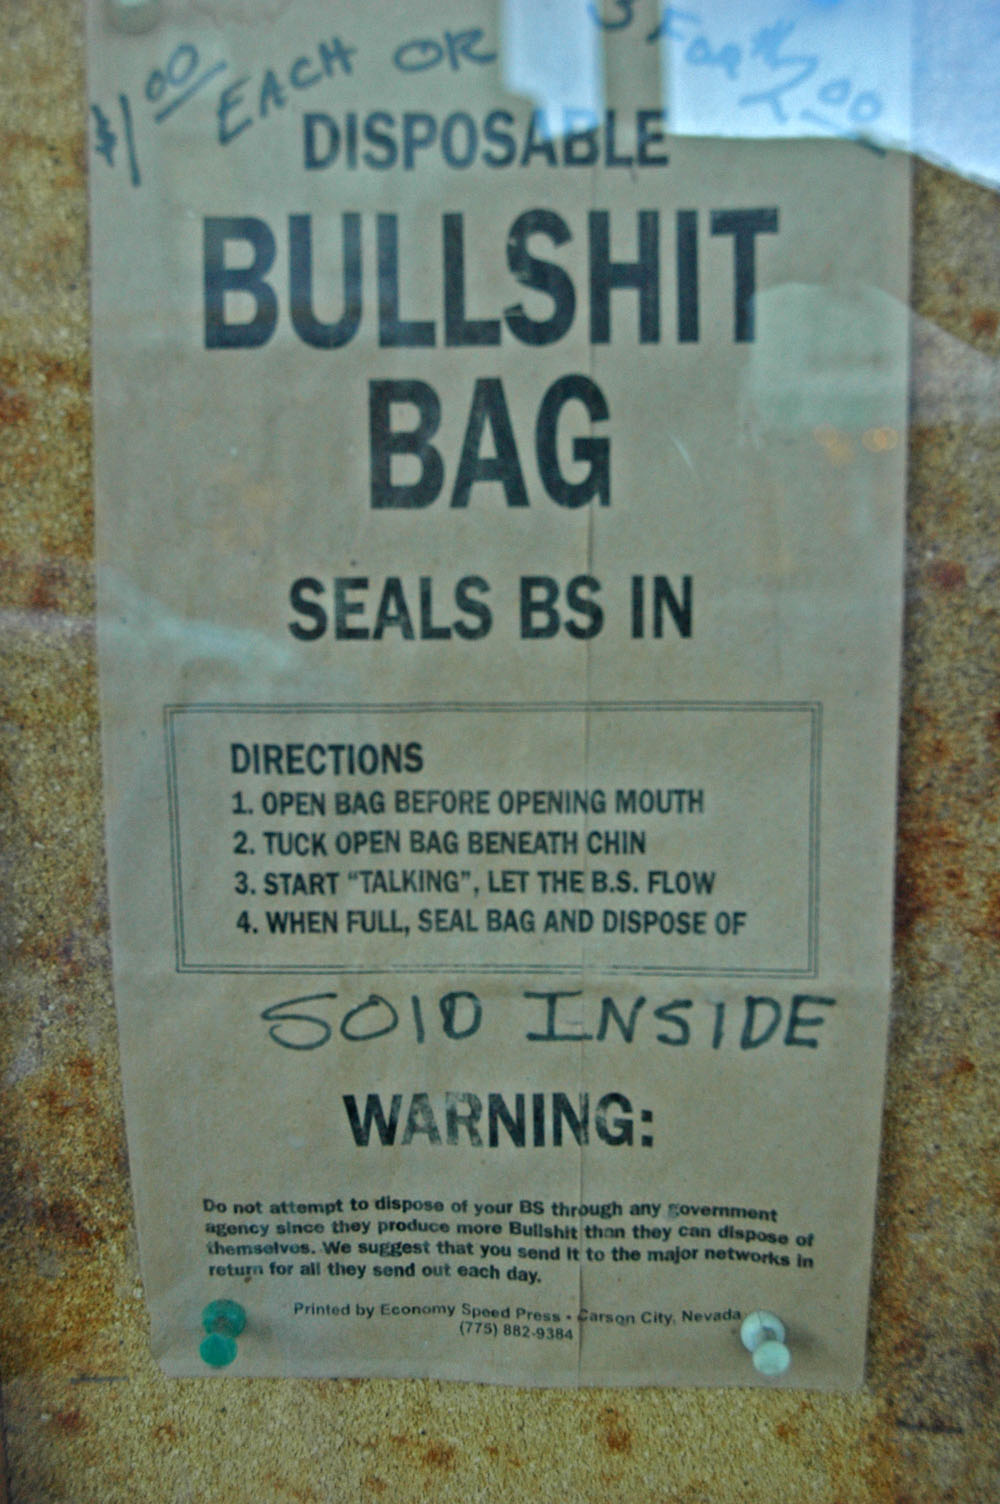 $1.00 EACH OR 3 FOR $2.00
DISPOSABLE
BULLSHIT
BAG
SEALS BS IN
DIRECTIONS
1. OPEN BAG BEFORE OPENING MOUTH
2. TUCK OPEN BAG BENEATH CHIN
3. START “TALKING”, LET THE B.S. FLOW
4. WHEN FULL, SEAL BAG AND DISPOSE OF
SOlD INSIDE
WARNING:
Do not attempt to dispose of your BS through any government
agency since they produce more Bullshit than they can dispose of
themselves. We suggest that you send it to the major networks in
return for all they send out each day.
Printed by Economy Speed Press • Carson City, Nevada
(775) 882-9384